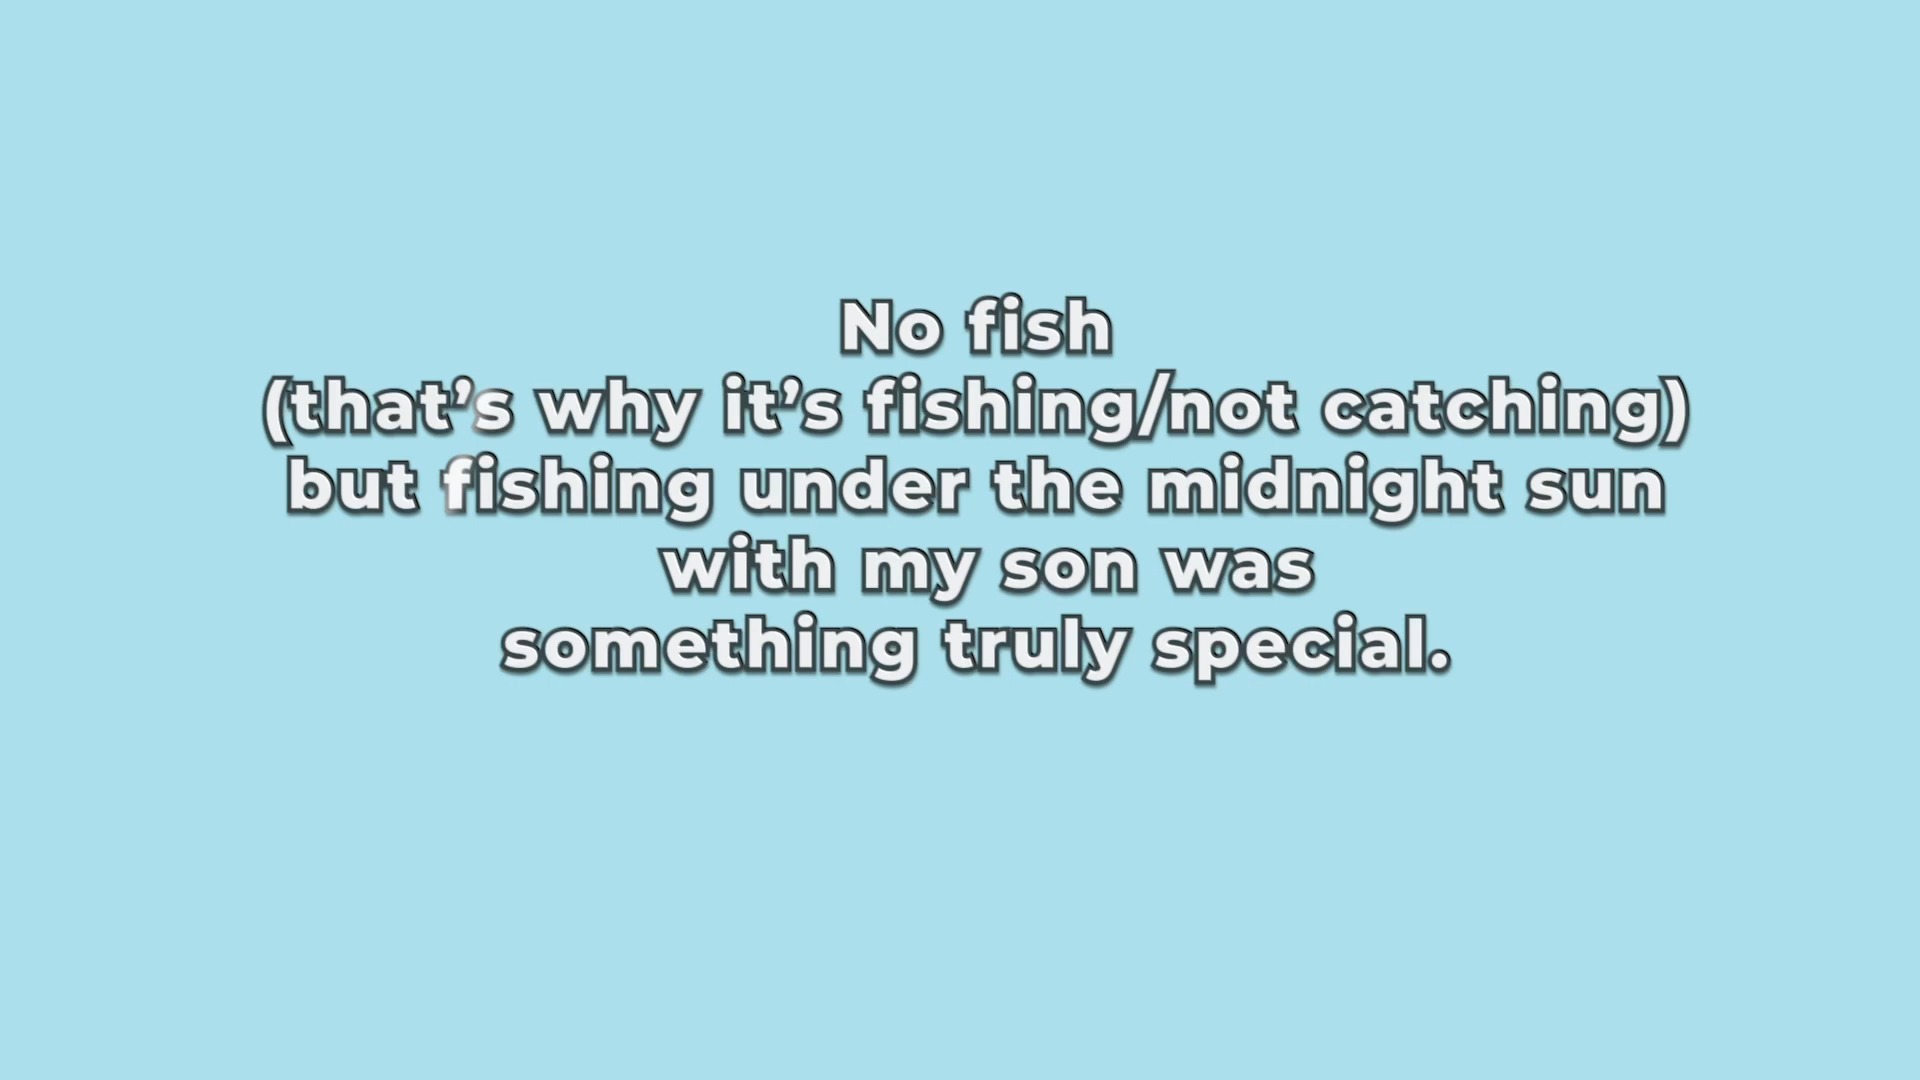 No fish
(that’s why it’s fishing/not catching)
but fishing under the midnight sun
with my son was
something truly special.